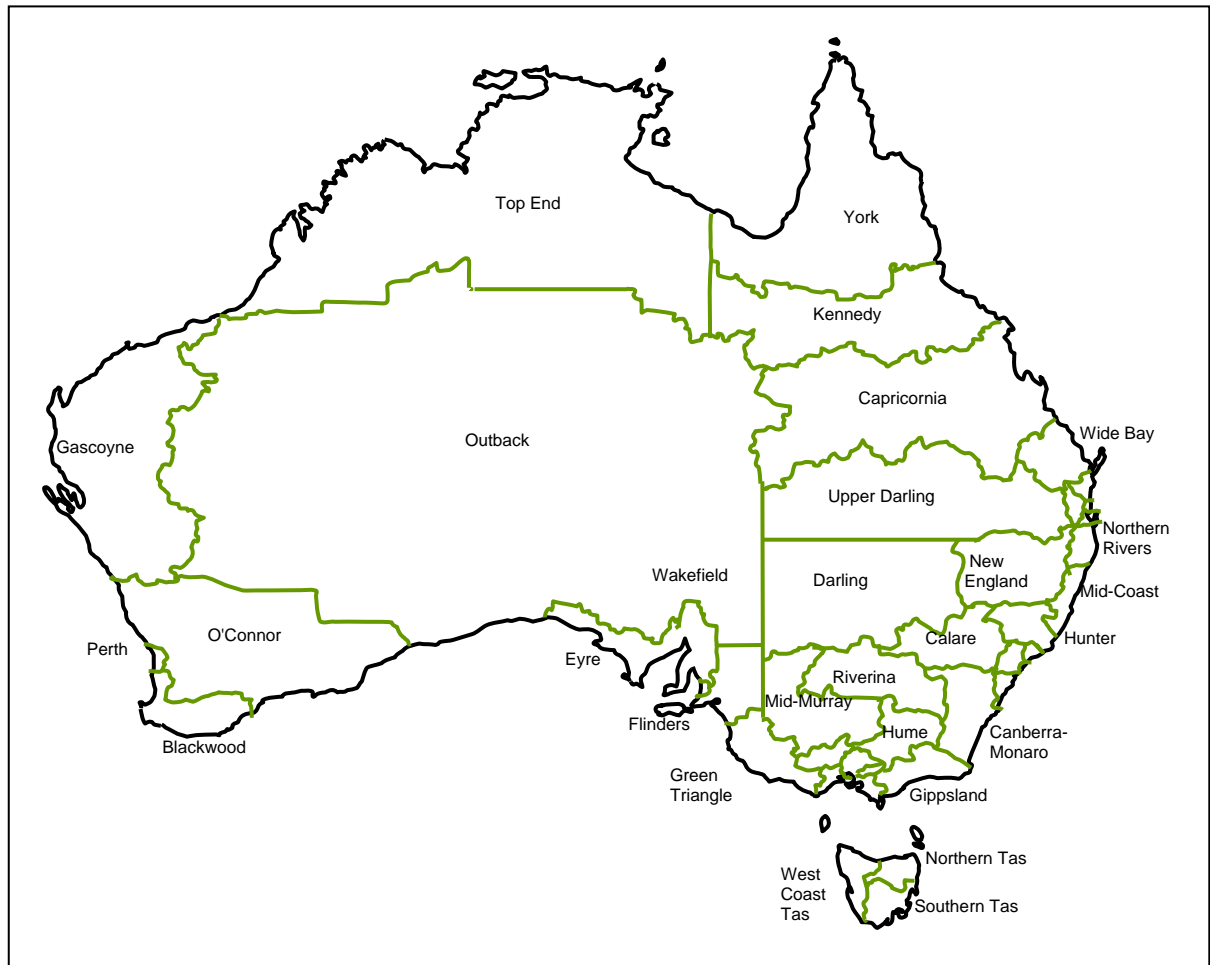 Top End
York
Kennedy
Capricornia
Wide Bay
Gascoyne
Outback
Upper Darling
Northern
Rivers
New
England
Wakefield
Darling
Mid-Coast
O'Connor
Perth
Calare
Hunter
Eyre
Riverina
Mid-Murray
Flinders
Hume
Canberra-
Monaro
Blackwood
Green
Triangle
Gippsland
Northern Tas
West
Coast
Tas
Southern Tas